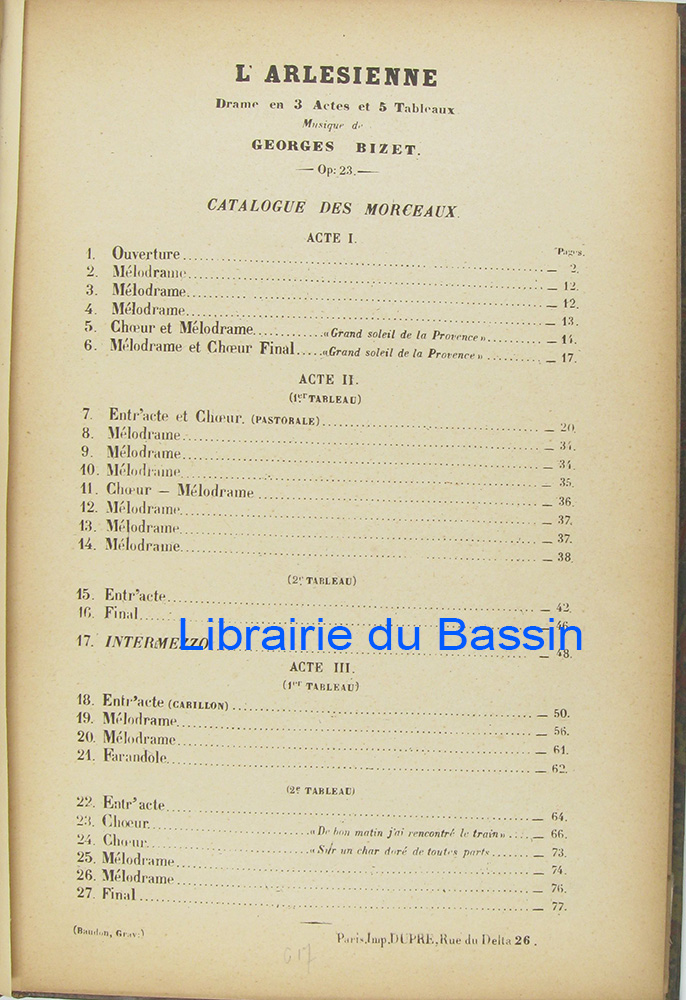 L'ARLESIENNE
Drame en 3 Actes et 5 Tableaux
Musique de
GEORGES BIZET.
— Op: 23. —
CATALOGUE DES MORCEAUX.
ACTE I.
Pages.
1. Ouverture — 2.
2. Mélodrame — 12.
3. Mélodrame — 12.
4. Mélodrame — 13.
5. Chœur et Mélodrame «Grand soleil de la Provence» — 14.
6. Mélodrame et Chœur Final «Grand soleil de la Provence» — 17.
ACTE II.
(1er TABLEAU)
7. Entr'acte et Chœur. (PASTORALE) — 20.
8. Mélodrame — 34.
9. Mélodrame — 34.
10. Mélodrame — 35.
11. Chœur — Mélodrame — 36.
12. Mélodrame — 37.
13. Mélodrame — 37.
14. Mélodrame — 38.
(2e TABLEAU)
15. Entr'acte — 42.
16. Final — 46.
Librairie du Bassin
17. INTERMEZZO — 48.
ACTE III.
(1er TABLEAU)
18. Entr'acte (CARILLON) — 50.
19. Mélodrame — 56.
20. Mélodrame — 61.
21. Farandole — 62.
(2e TABLEAU)
22. Entr'acte — 64.
23. Chœur «De bon matin j'ai rencontré le train» — 66.
24. Chœur «Sur un char doré de toutes parts — 73.
25. Mélodrame — 74.
26. Mélodrame — 76.
27. Final — 77.
(Baudon, Grav:)
Paris, Imp. DUPRÉ, Rue du Delta 26.